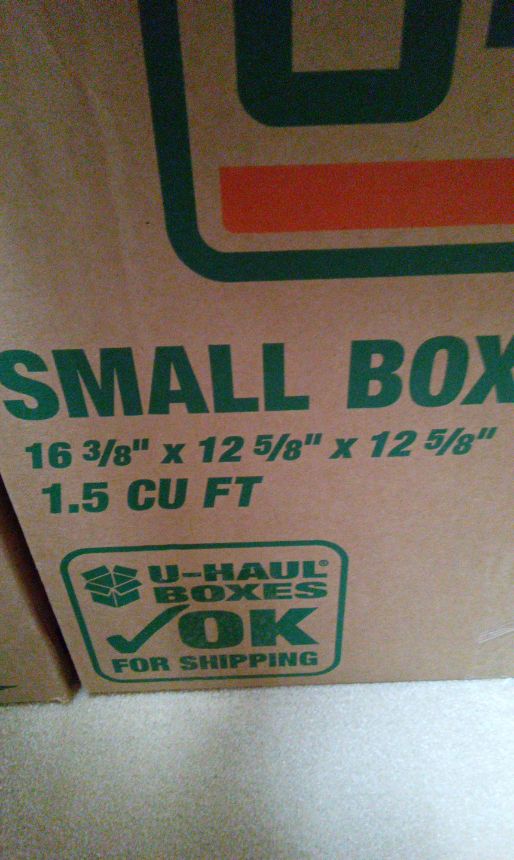 SMALL BOX
16 3/8" x 12 5/8" x 12 5/8"
1.5 CU FT
U-HAUL®
BOXES
✓OK
FOR SHIPPING